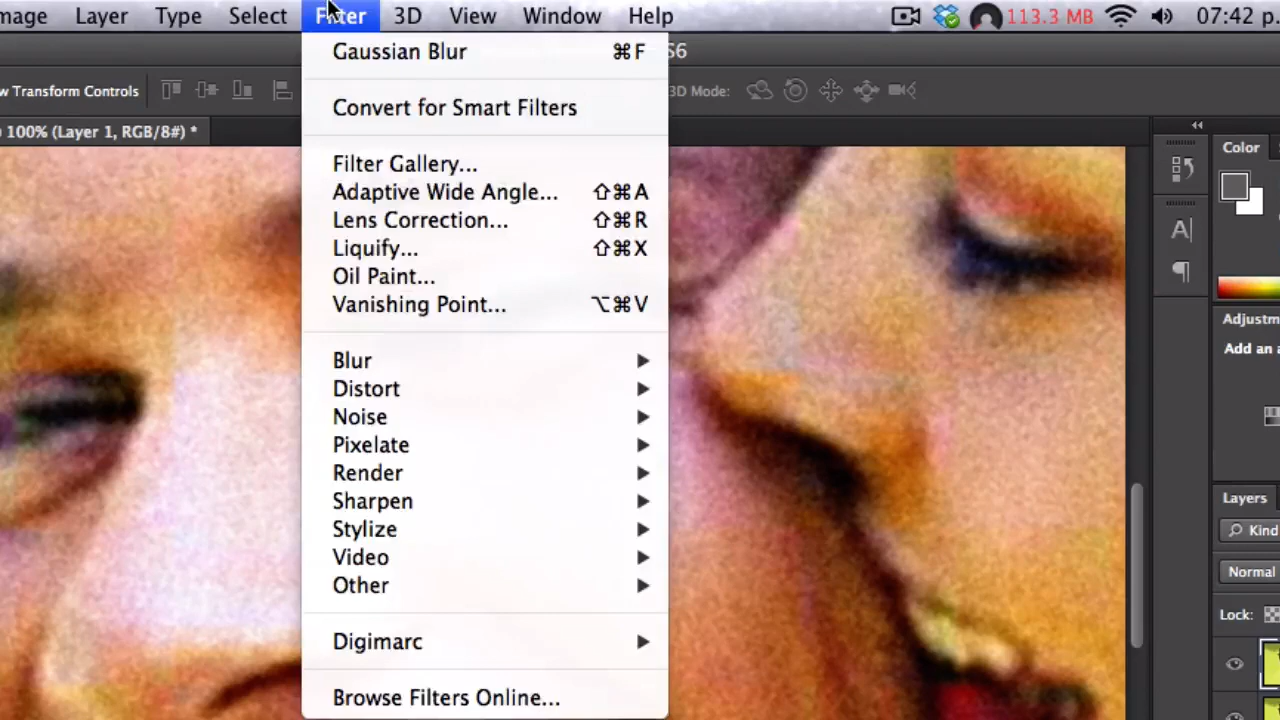 mage Layer Type Select Filter 3D View Window Help 113.3 MB 07:42 p.
S6
w Transform Controls 3D Mode:
100% (Layer 1, RGB/8#) *
Gaussian Blur ⌘F
Convert for Smart Filters
Filter Gallery...
Adaptive Wide Angle... ⇧⌘A
Lens Correction... ⇧⌘R
Liquify... ⇧⌘X
Oil Paint...
Vanishing Point... ⌥⌘V
Blur
Distort
Noise
Pixelate
Render
Sharpen
Stylize
Video
Other
Digimarc
Browse Filters Online...
A
Color
Adjustm
Add an a
Layers
Kind
Normal
Lock: